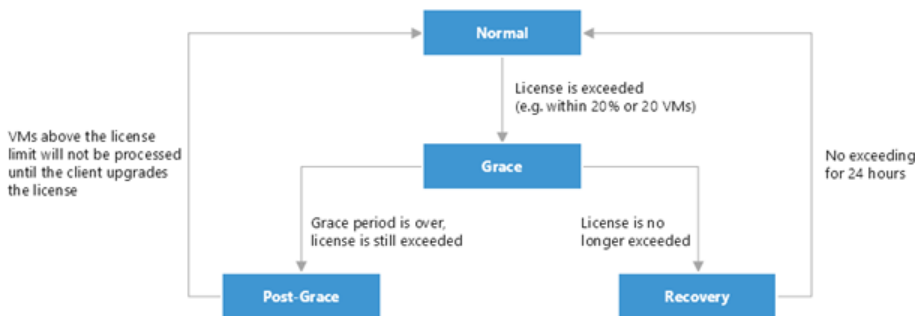 Normal
License is exceeded
(e.g. within 20% or 20 VMs)
VMs above the license
limit will not be processed
until the client upgrades
the license
Grace
No exceeding
for 24 hours
Grace period is over,
license is still exceeded
License is no
longer exceeded
Post-Grace
Recovery